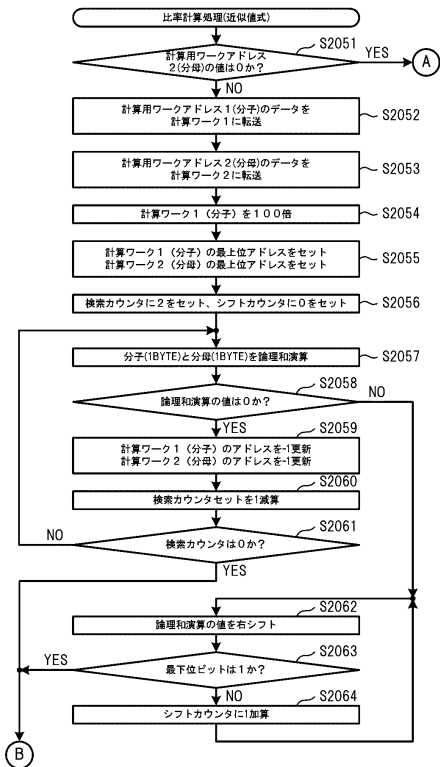 比率計算処理(近似値式)
S2051
計算用ワークアドレス
2(分母)の値は0か?
YES
A
NO
計算用ワークアドレス1(分子)のデータを
計算ワーク1に転送
S2052
計算用ワークアドレス2(分母)のデータを
計算ワーク2に転送
S2053
計算ワーク1(分子)を100倍
S2054
計算ワーク1(分子)の最上位アドレスをセット
計算ワーク2(分母)の最上位アドレスをセット
S2055
検索カウンタに2をセット、シフトカウンタに0をセット
S2056
分子(1BYTE)と分母(1BYTE)を論理和演算
S2057
S2058
論理和演算の値は0か?
NO
YES
S2059
計算ワーク1(分子)のアドレスを-1更新
計算ワーク2(分母)のアドレスを-1更新
S2060
検索カウンタセットを1減算
S2061
NO
検索カウンタは0か?
YES
S2062
論理和演算の値を右シフト
S2063
YES
最下位ビットは1か?
NO
S2064
シフトカウンタに1加算
B